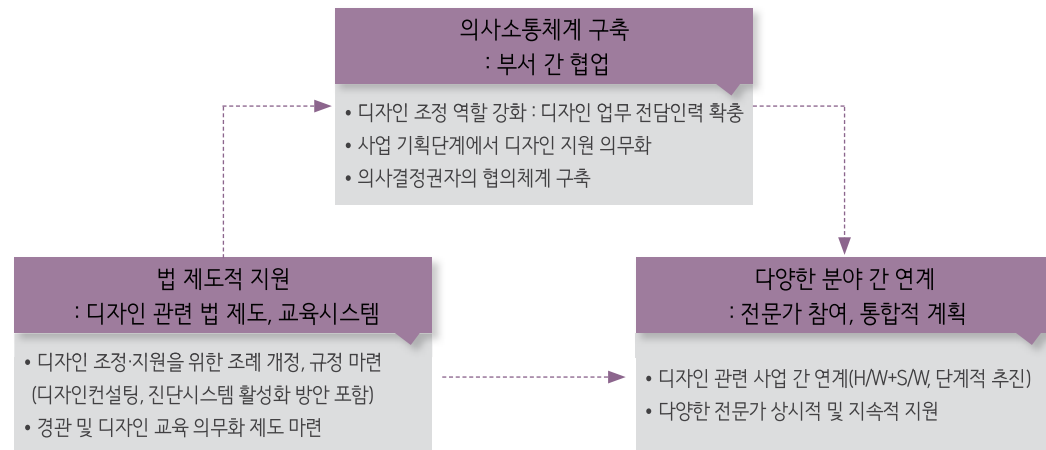 의사소통체계 구축
: 부서 간 협업
• 디자인 조정 역할 강화 : 디자인 업무 전담인력 확충
• 사업 기획단계에서 디자인 지원 의무화
• 의사결정권자의 협의체계 구축
법 제도적 지원
: 디자인 관련 법 제도, 교육시스템
• 디자인 조정·지원을 위한 조례 개정, 규정 마련
(디자인컨설팅, 진단시스템 활성화 방안 포함)
• 경관 및 디자인 교육 의무화 제도 마련
다양한 분야 간 연계
: 전문가 참여, 통합적 계획
• 디자인 관련 사업 간 연계(H/W+S/W, 단계적 추진)
• 다양한 전문가 상시적 및 지속적 지원